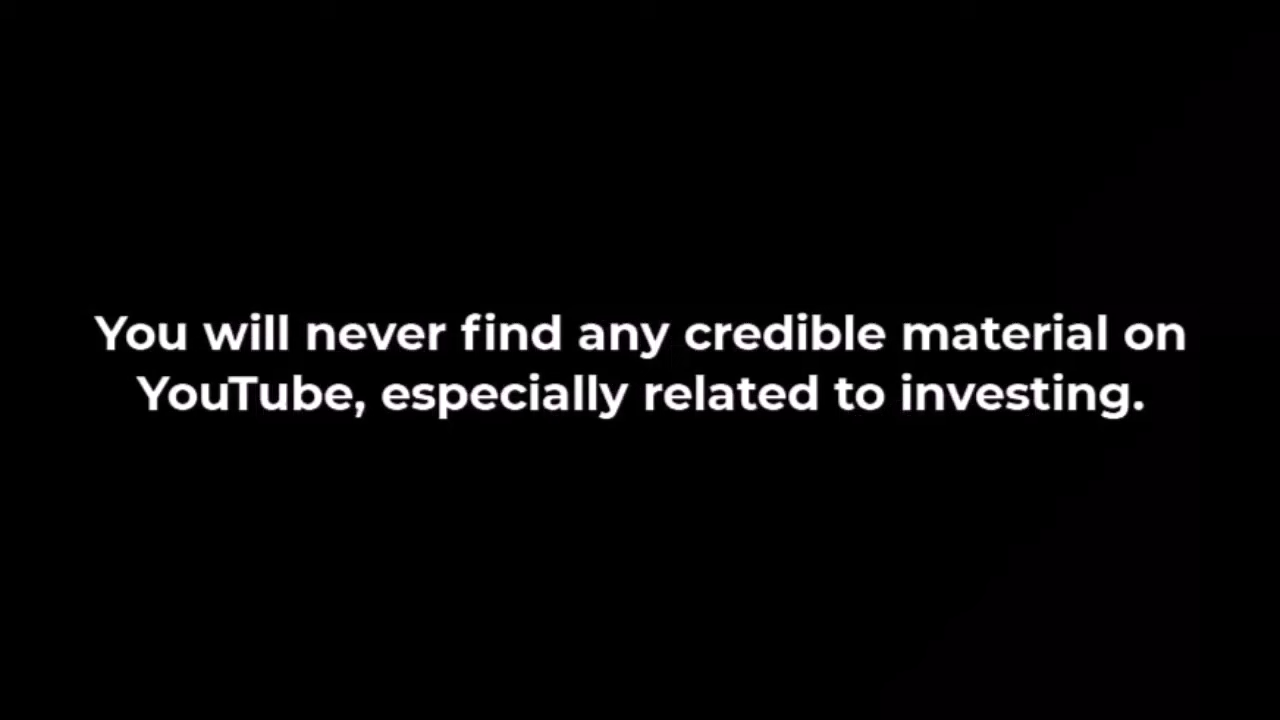 You will never find any credible material on
YouTube, especially related to investing.